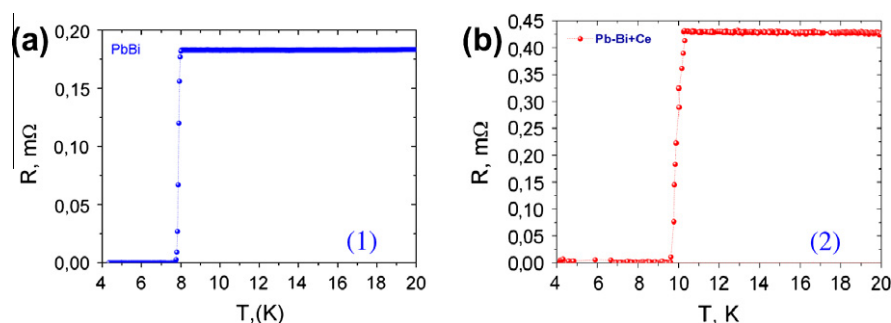 (a)
PbBi
0,20
0,15
0,10
0,05
0,00
R, mΩ
4 6 8 10 12 14 16 18 20
T,(K)
(1)
(b)
Pb-Bi+Ce
0,45
0,40
0,35
0,30
0,25
0,20
0,15
0,10
0,05
0,00
R, mΩ
4 6 8 10 12 14 16 18 20
T, K
(2)